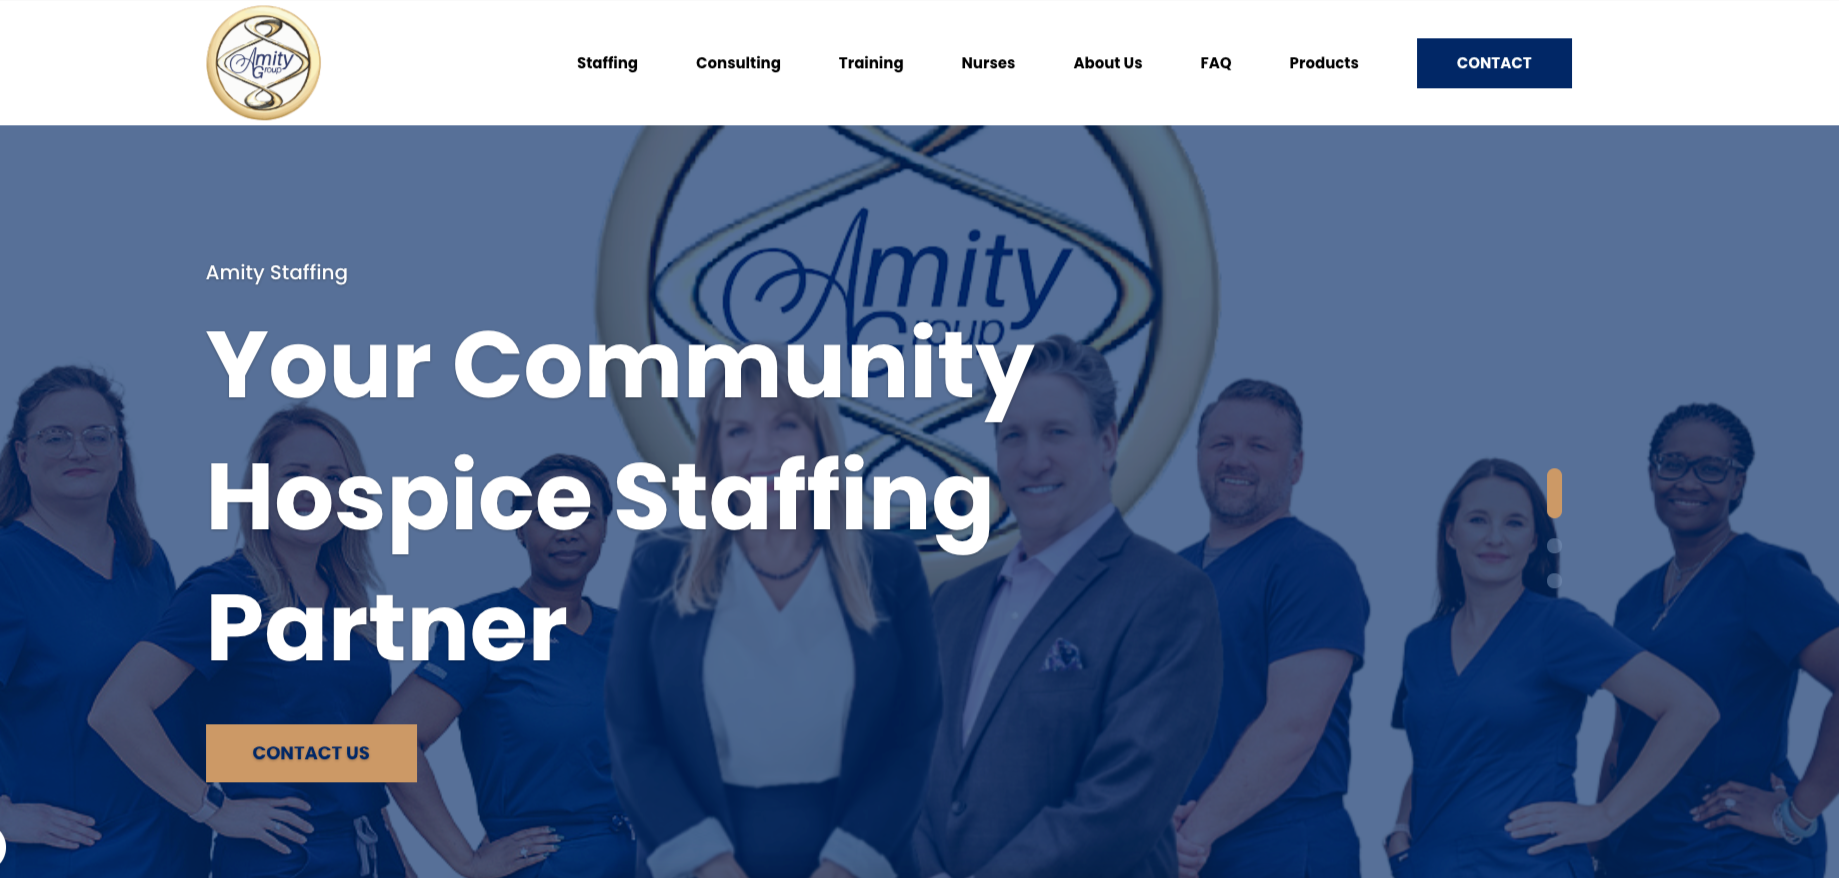 Amity
Group
Staffing
Consulting
Training
Nurses
About Us
FAQ
Products
CONTACT
Amity
Group
Amity Staffing
Your Community
Hospice Staffing
Partner
CONTACT US